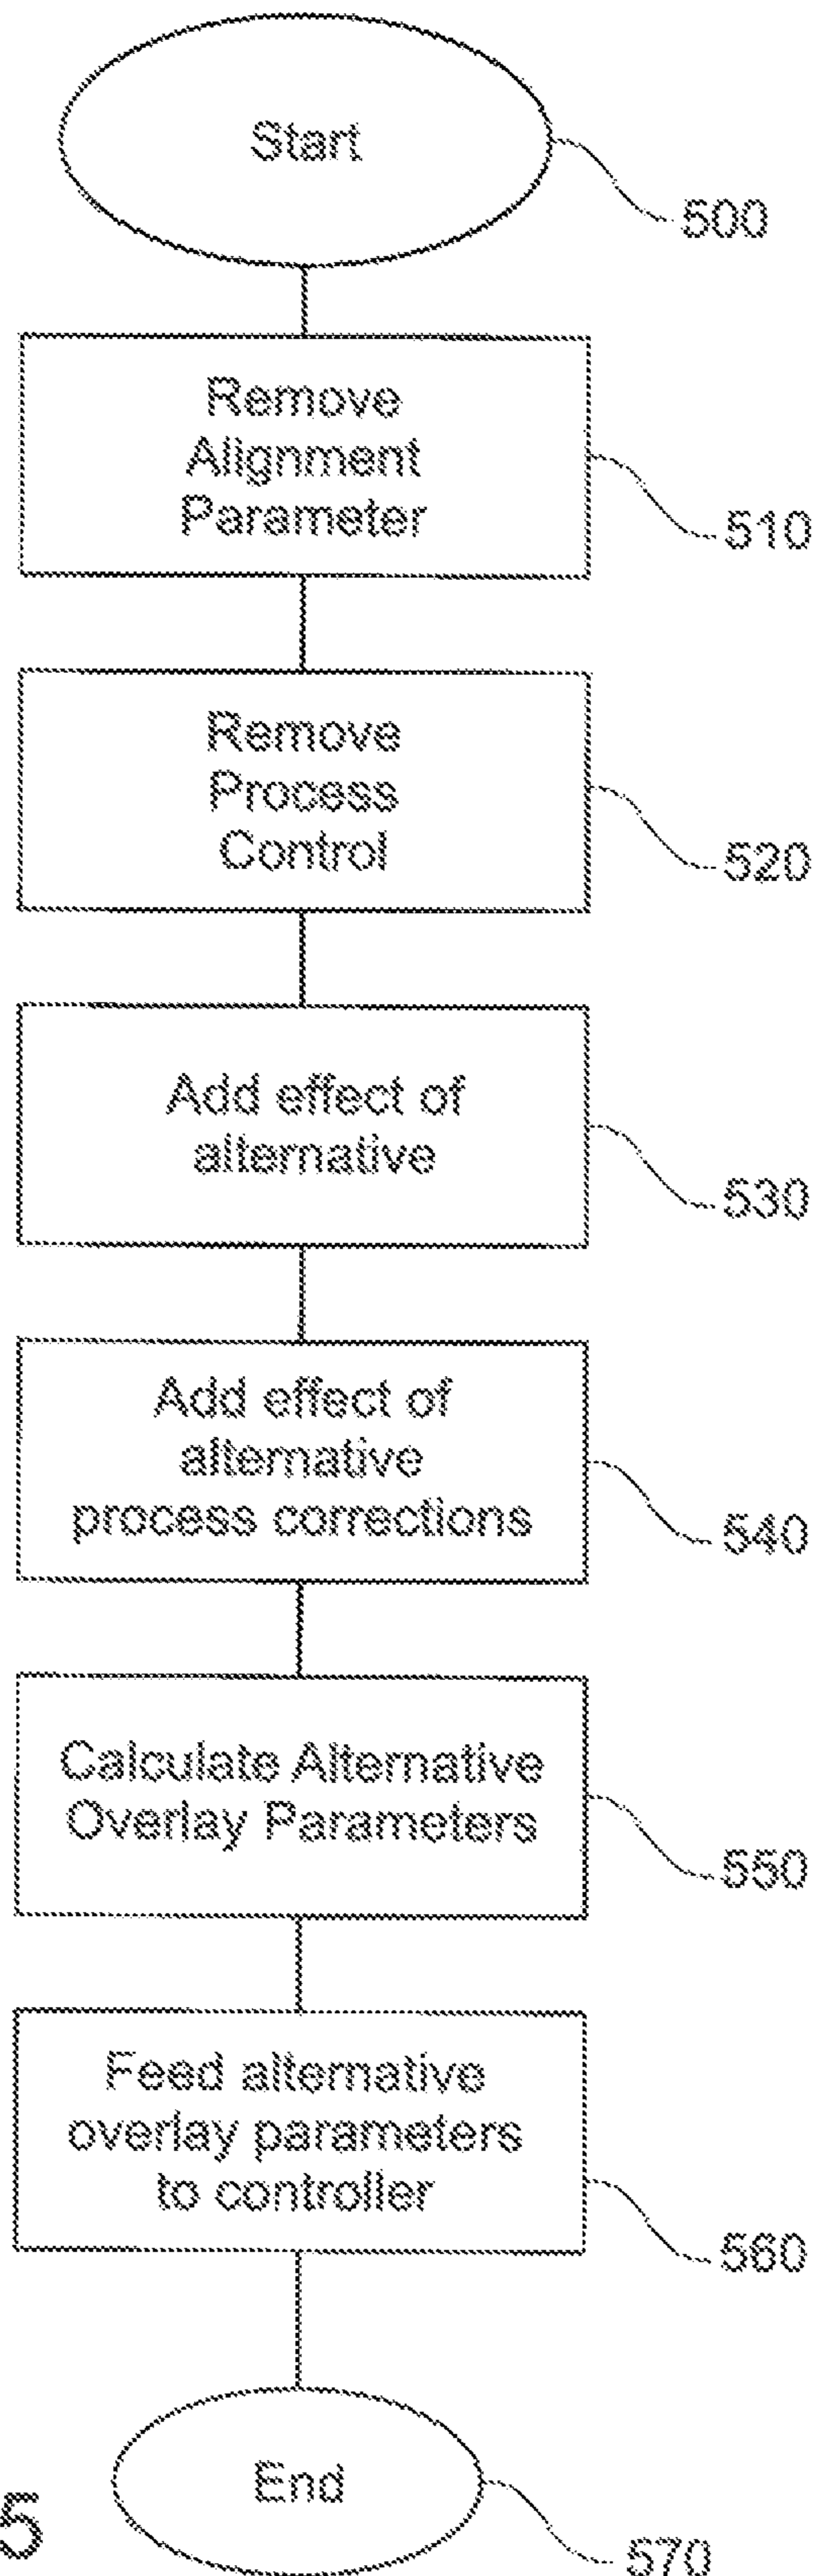 Start
500
Remove
Alignment
Parameter
510
Remove
Process
Control
520
Add effect of
alternative
530
Add effect of
alternative
process corrections
540
Calculate Alternative
Overlay Parameters
550
Feed alternative
overlay parameters
to controller
560
End
570
5